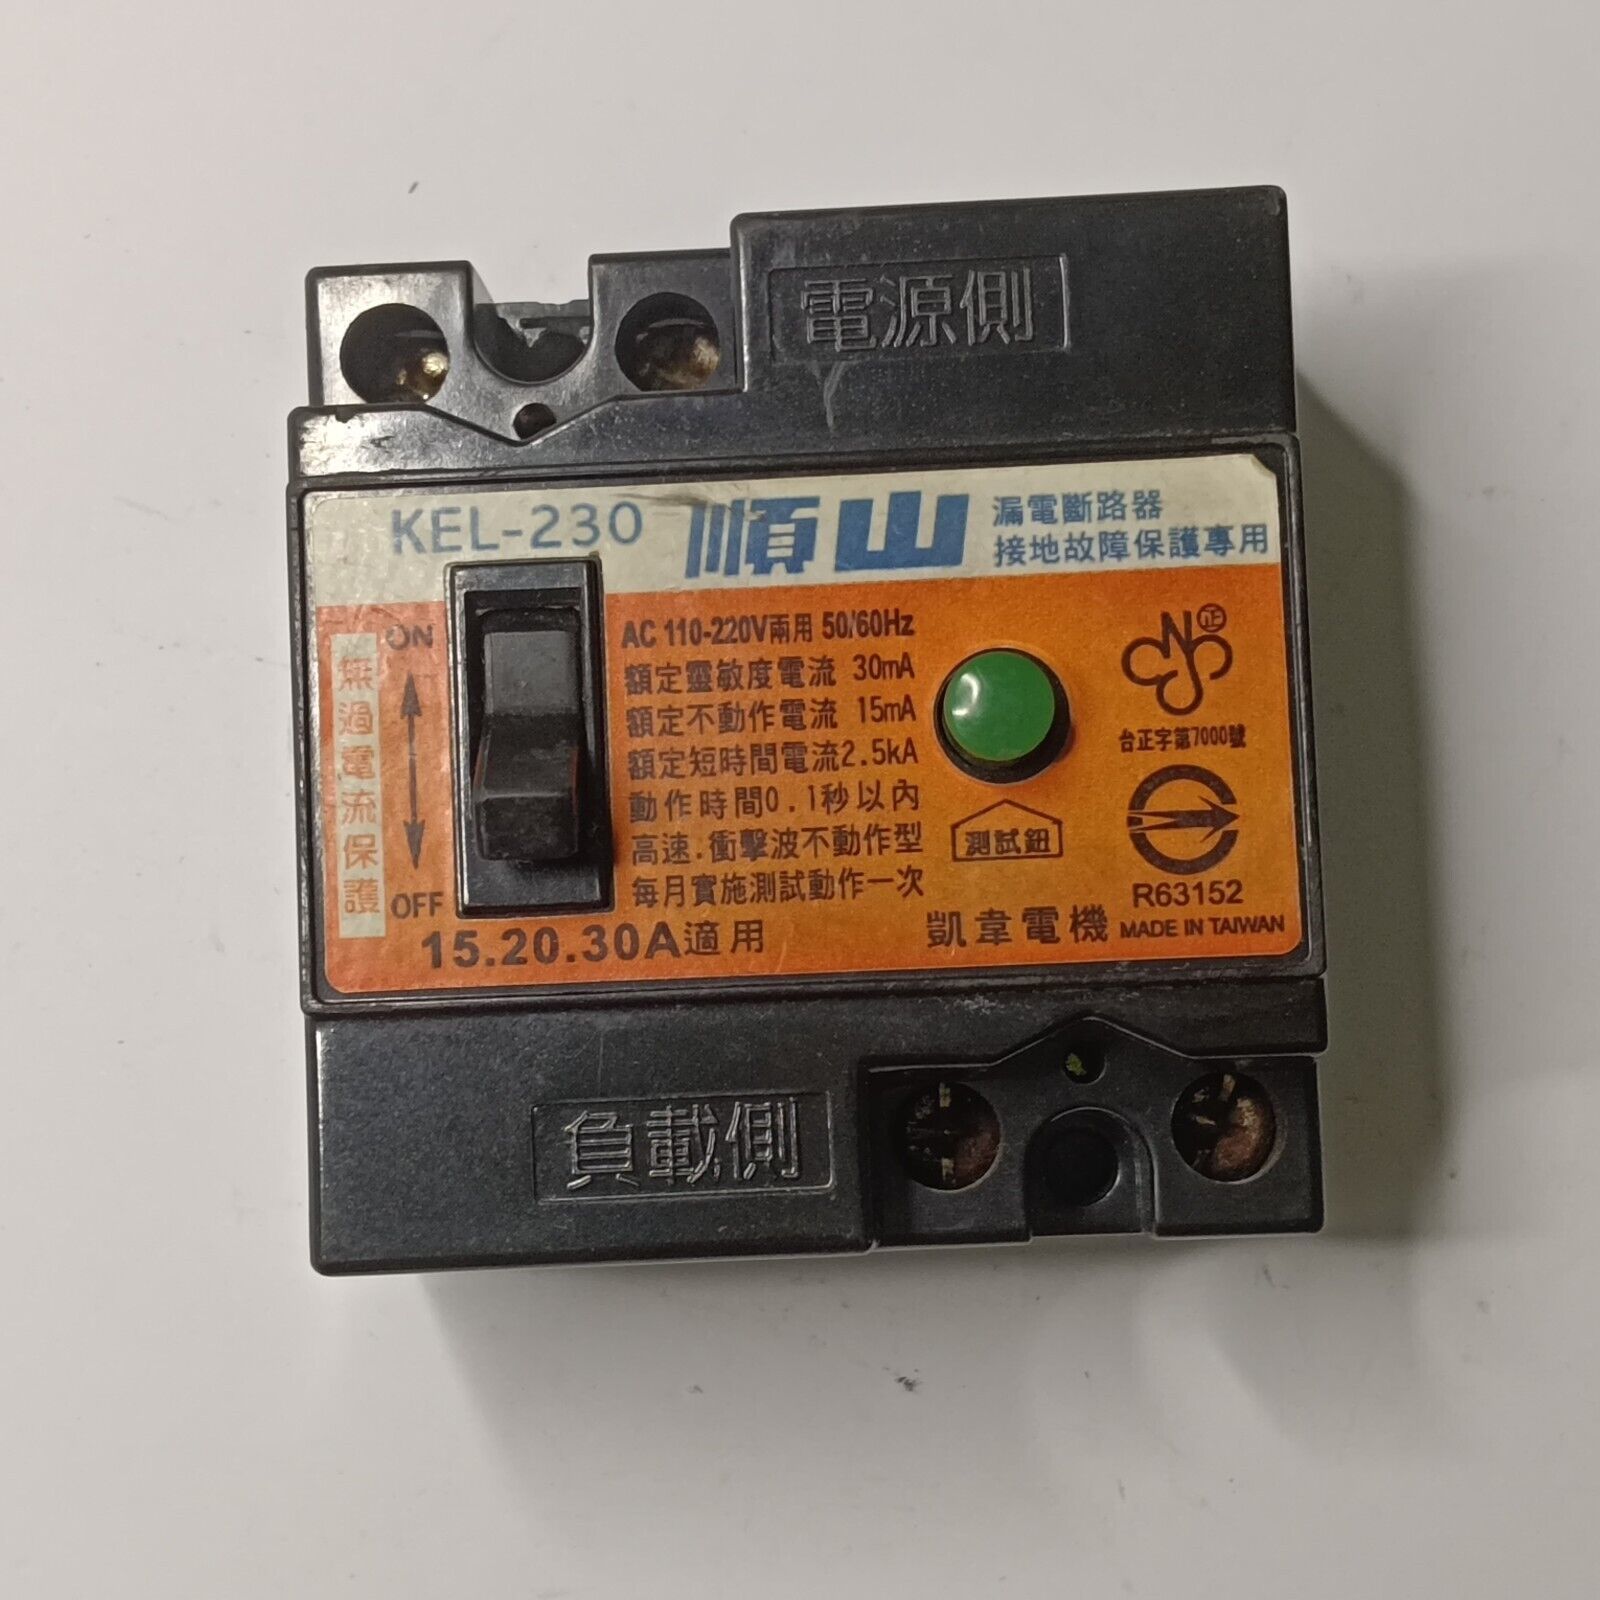 電源側
KEL-230 順山
漏電斷路器
接地故障保護專用
無過電流保護
ON
OFF
AC 110-220V兩用 50/60Hz
額定靈敏度電流 30mA
額定不動作電流 15mA
額定短時間電流2.5kA
動作時間0.1秒以內
高速.衝擊波不動作型
每月實施測試動作一次
15.20.30A適用
測試鈕
CNS 正
台正字第7000號
R63152
凱韋電機 MADE IN TAIWAN
負載側